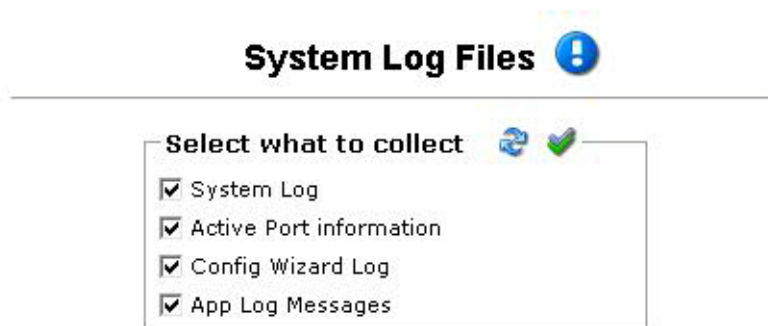 System Log Files
Select what to collect
System Log
Active Port information
Config Wizard Log
App Log Messages